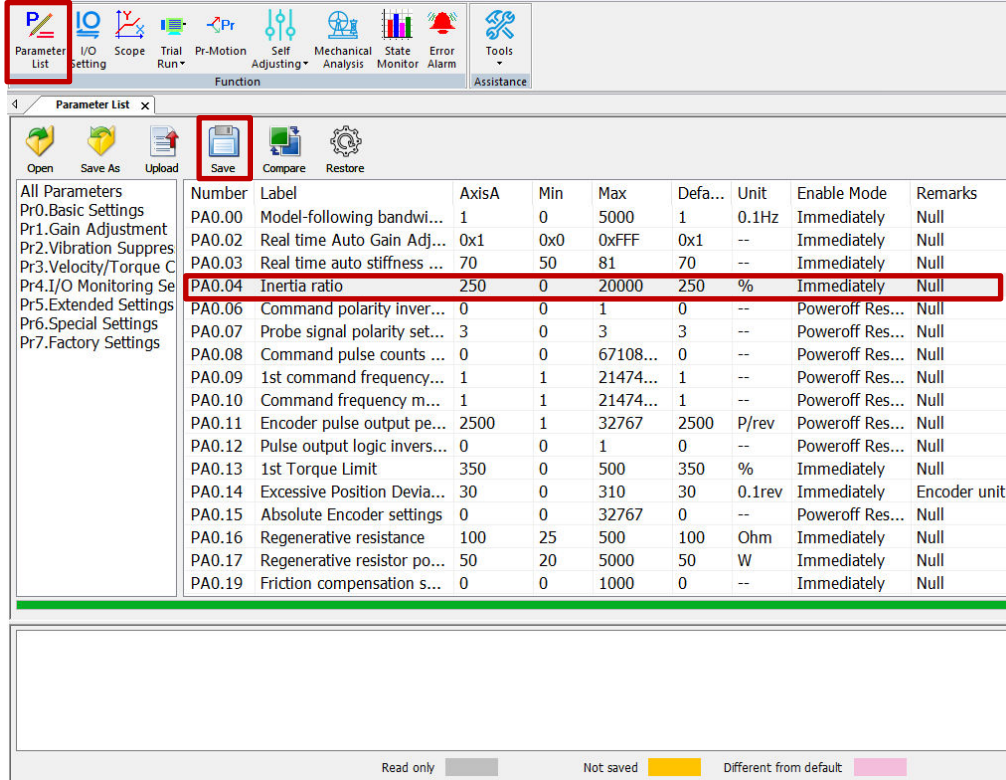 Parameter List
I/O Setting
Scope
Trial Run
Pr-Motion
Self Adjusting
Mechanical Analysis
State Monitor
Error Alarm
Tools
Function
Assistance
Parameter List x
Open Save As Upload Save Compare Restore
All Parameters
Pr0.Basic Settings
Pr1.Gain Adjustment
Pr2.Vibration Suppres
Pr3.Velocity/Torque C
Pr4.I/O Monitoring Se
Pr5.Extended Settings
Pr6.Special Settings
Pr7.Factory Settings
Number Label AxisA Min Max Defa... Unit Enable Mode Remarks
PA0.00 Model-following bandwi... 1 0 5000 1 0.1Hz Immediately Null
PA0.02 Real time Auto Gain Adj... 0x1 0x0 0xFFF 0x1 -- Immediately Null
PA0.03 Real time auto stiffness ... 70 50 81 70 -- Immediately Null
PA0.04 Inertia ratio 250 0 20000 250 % Immediately Null
PA0.06 Command polarity inver... 0 0 1 0 -- Poweroff Res... Null
PA0.07 Probe signal polarity set... 3 0 3 3 -- Poweroff Res... Null
PA0.08 Command pulse counts ... 0 0 67108... 0 -- Poweroff Res... Null
PA0.09 1st command frequency... 1 1 21474... 1 -- Poweroff Res... Null
PA0.10 Command frequency m... 1 1 21474... 1 -- Poweroff Res... Null
PA0.11 Encoder pulse output pe... 2500 1 32767 2500 P/rev Poweroff Res... Null
PA0.12 Pulse output logic invers... 0 0 1 0 -- Poweroff Res... Null
PA0.13 1st Torque Limit 350 0 500 350 % Immediately Null
PA0.14 Excessive Position Devia... 30 0 310 30 0.1rev Immediately Encoder unit
PA0.15 Absolute Encoder settings 0 0 32767 0 -- Poweroff Res... Null
PA0.16 Regenerative resistance 100 25 500 100 Ohm Immediately Null
PA0.17 Regenerative resistor po... 50 20 5000 50 W Immediately Null
PA0.19 Friction compensation s... 0 0 1000 0 -- Immediately Null
Read only Not saved Different from default